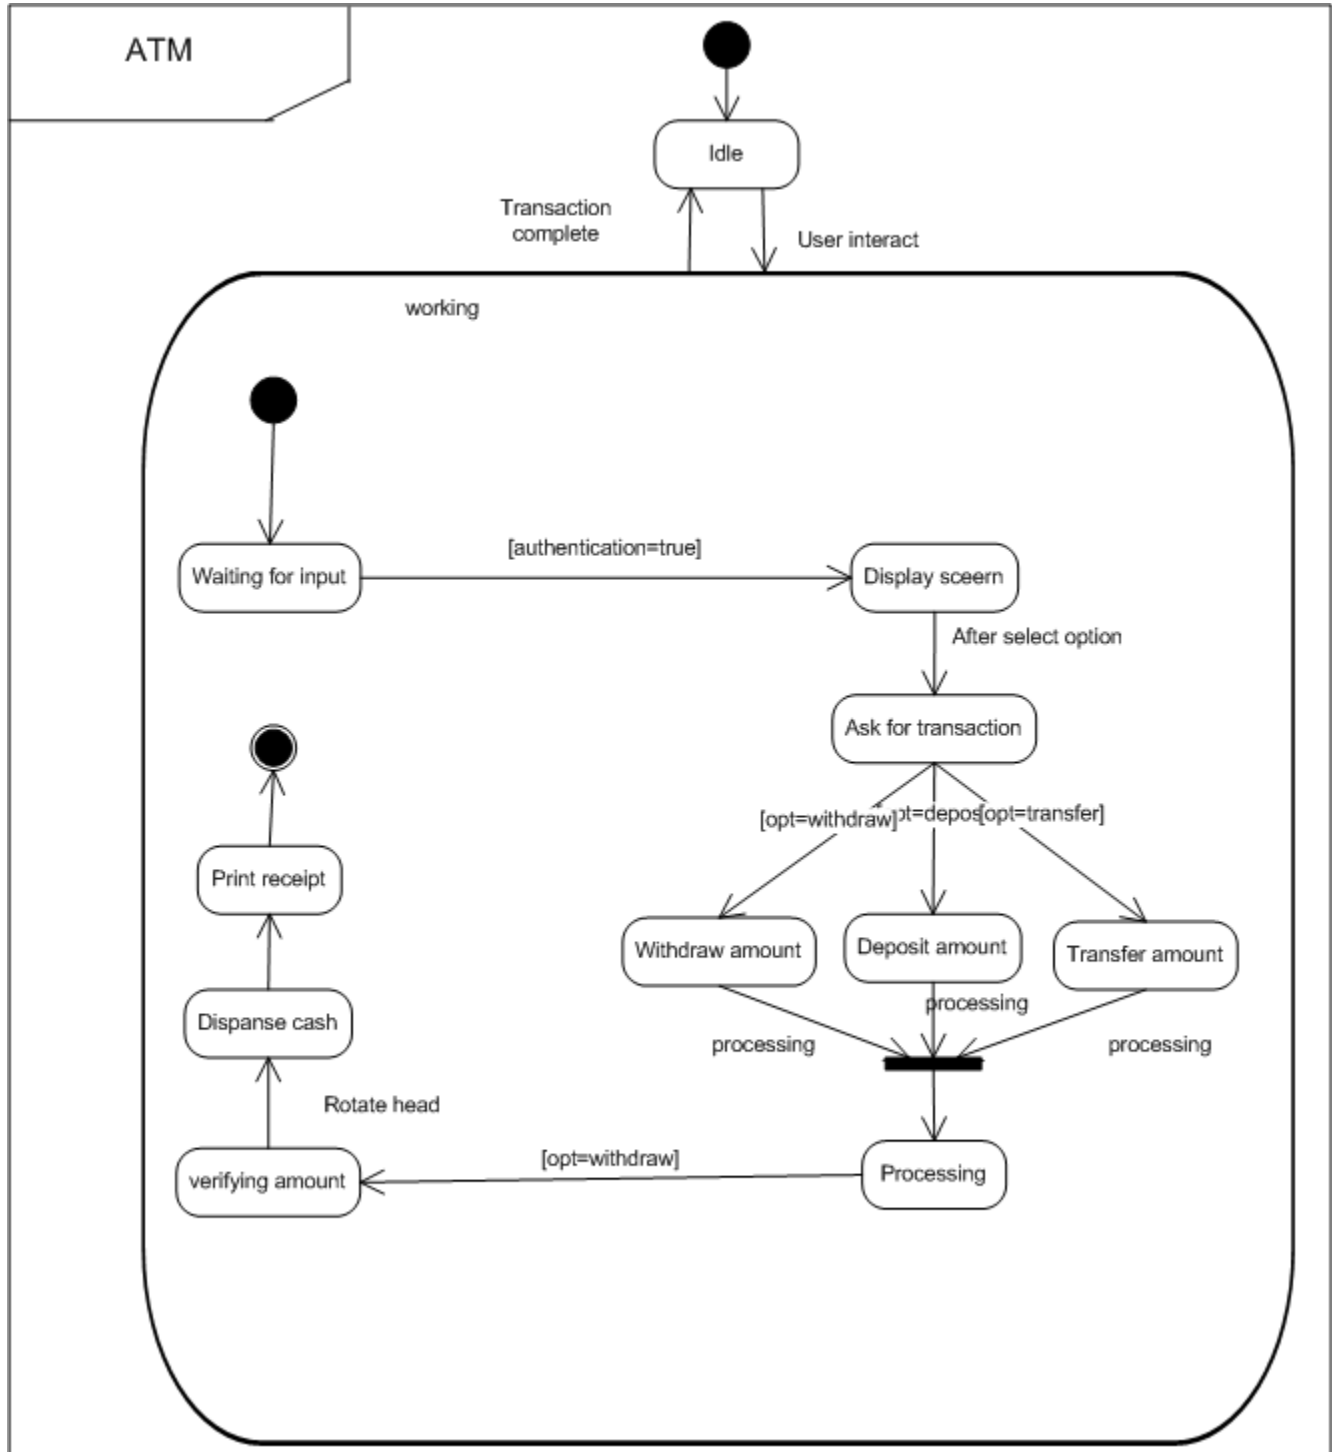 ATM
Idle
Transaction
complete
User interact
working
[authentication=true]
Waiting for input
Display sceern
After select option
Ask for transaction
[opt=withdraw]
[opt=transfer]
Print receipt
Withdraw amount
Deposit amount
Transfer amount
processing
Dispanse cash
processing
processing
Rotate head
[opt=withdraw]
verifying amount
Processing